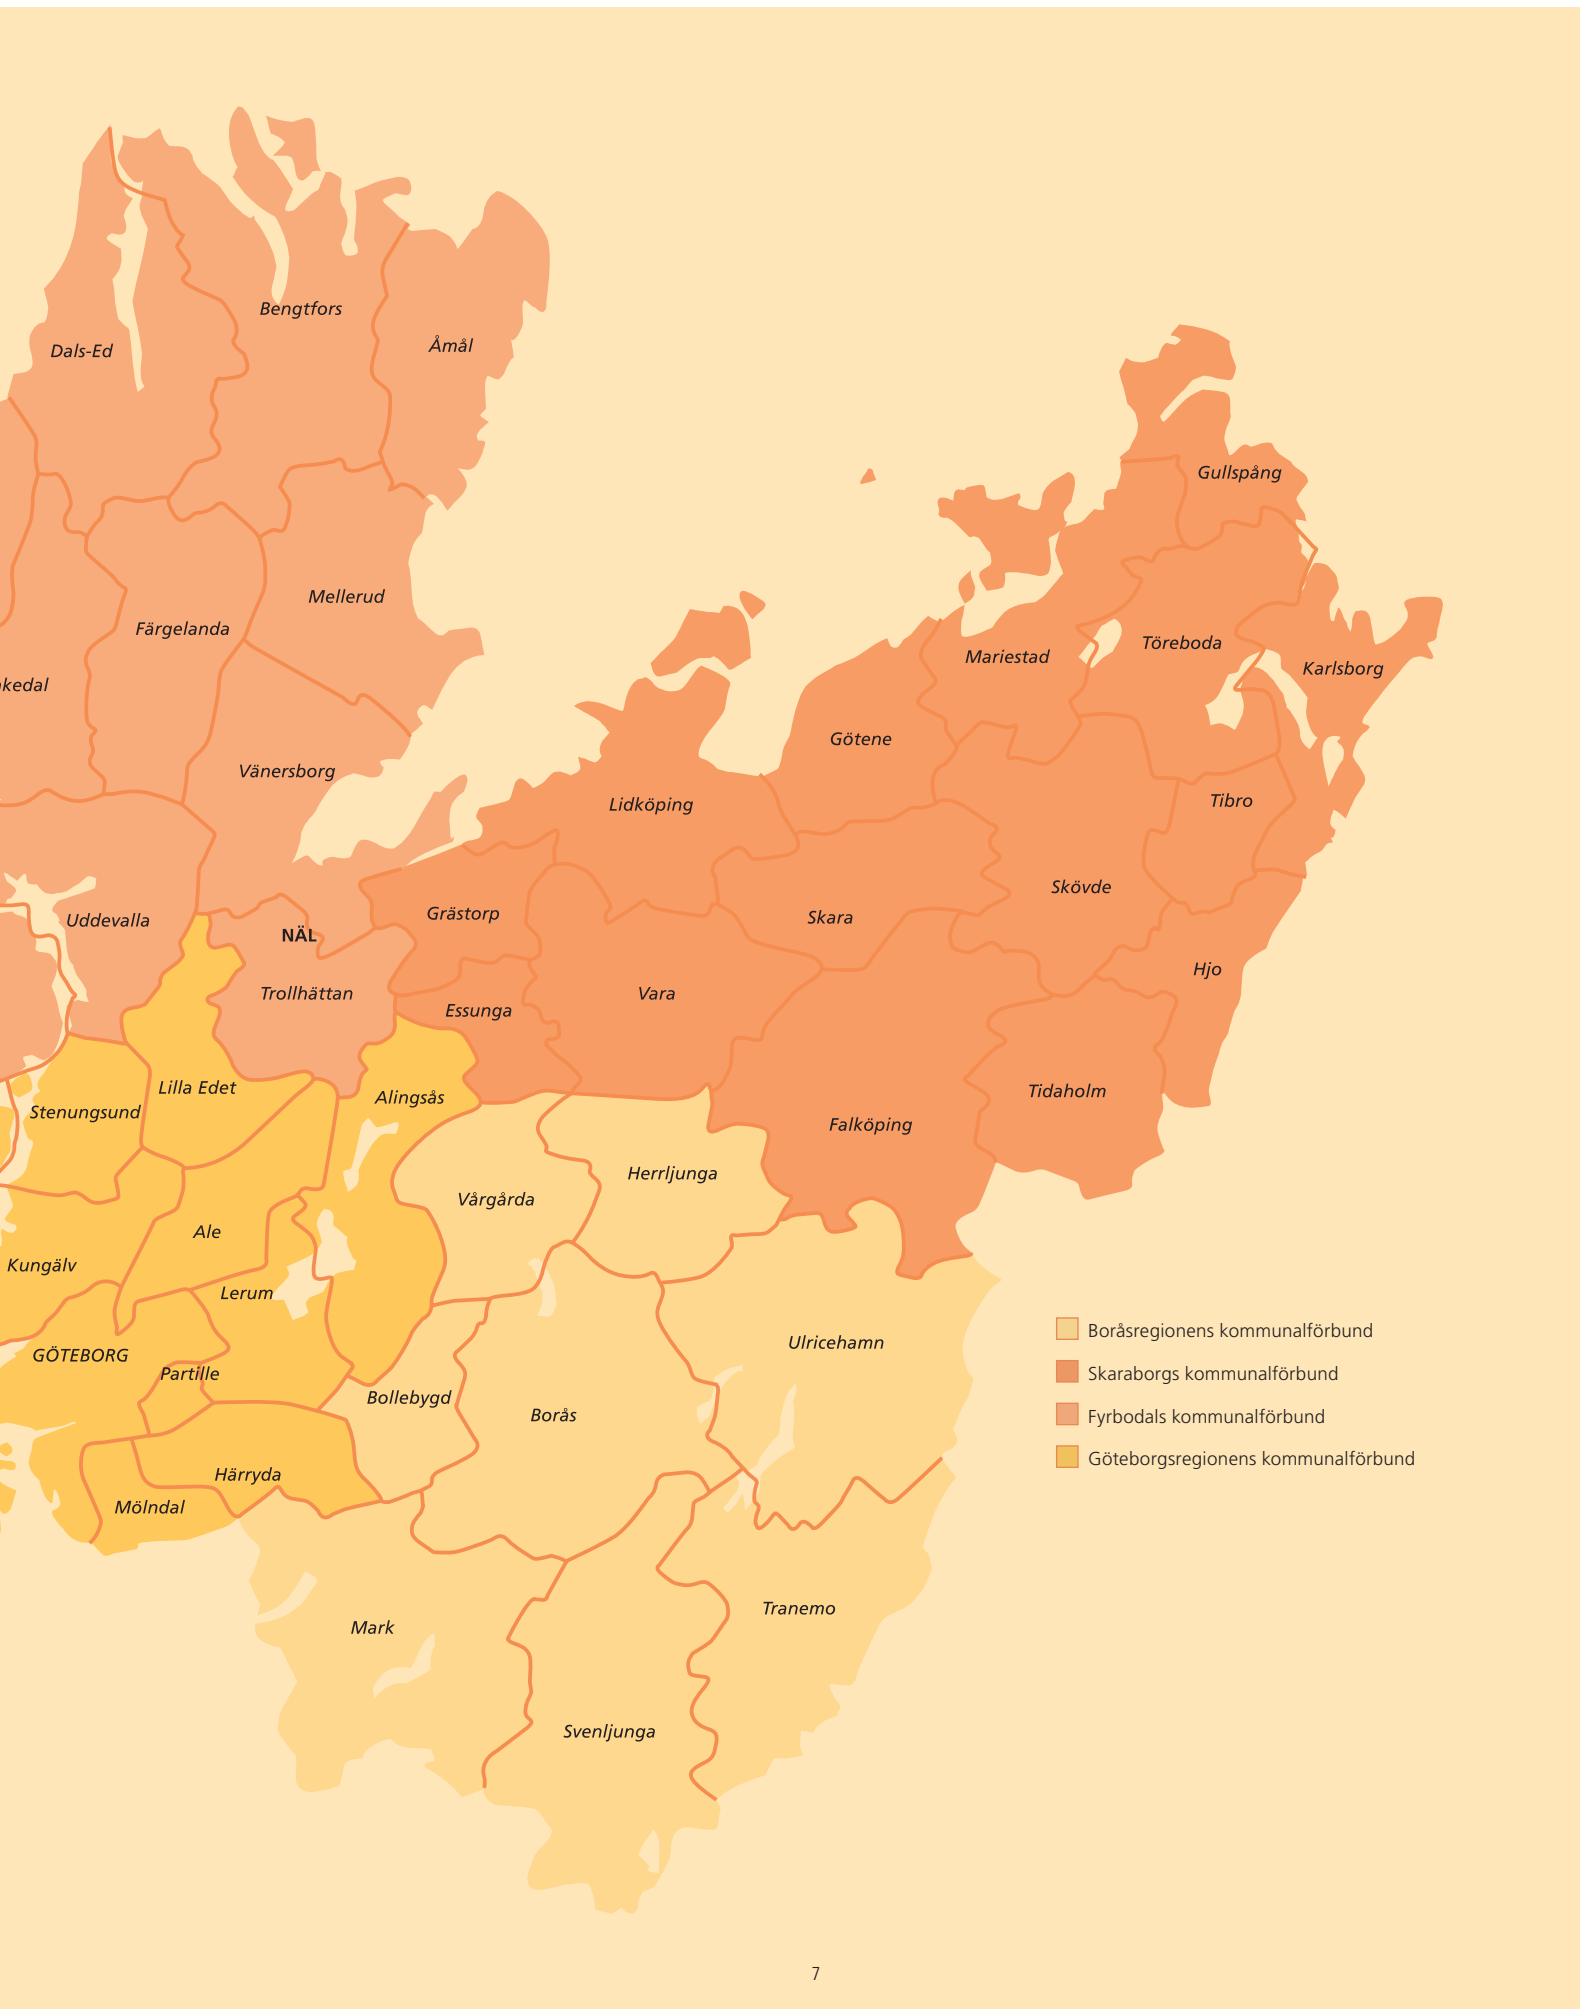 Bengtfors
Åmål
Dals-Ed
Gullspång
Mellerud
Färgelanda
Töreboda
Mariestad
Karlsborg
kedal
Götene
Vänersborg
Tibro
Lidköping
Skövde
Grästorp
Skara
Uddevalla
NÄL
Hjo
Trollhättan
Vara
Essunga
Lilla Edet
Tidaholm
Alingsås
Stenungsund
Falköping
Herrljunga
Vårgårda
Ale
Kungälv
Lerum
Boråsregionens kommunalförbund
Ulricehamn
GÖTEBORG
Partille
Skaraborgs kommunalförbund
Bollebygd
Borås
Fyrbodals kommunalförbund
Göteborgsregionens kommunalförbund
Härryda
Mölndal
Tranemo
Mark
Svenljunga
7